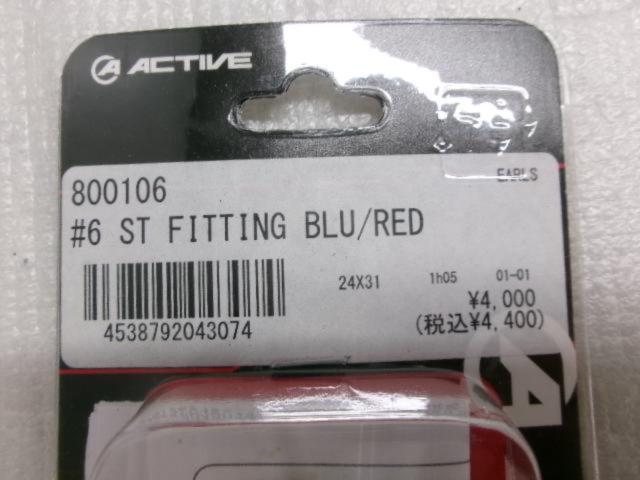 ACTIVE
EARLS
800106
#6 ST FITTING BLU/RED
24X31 1h05 01-01
¥4,000
(税込¥4,400)
4538792043074